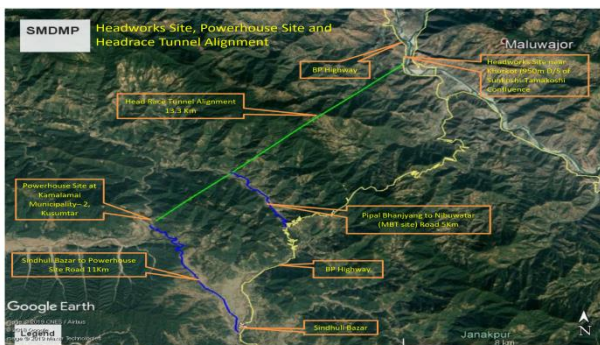 SMDMP
Headworks Site, Powerhouse Site and
Headrace Tunnel Alignment
Maluwajor
BP Highway
Headworks Site near
950m D/S of
Sunkoshi-Tamakoshi
Confluence
Head Race Tunnel Alignment
13.3 Km
Powerhouse Site at
Kamalamai
Municipality– 2,
Kusumtar
Pipal Bhanjyang to Nibuwatar
(MBT site) Road 5Km
Sindhuli Bazar to Powerhouse
Site Road 11Km
BP Highway
Google Earth
Sindhuli Bazar
Legend
Janakpur
N